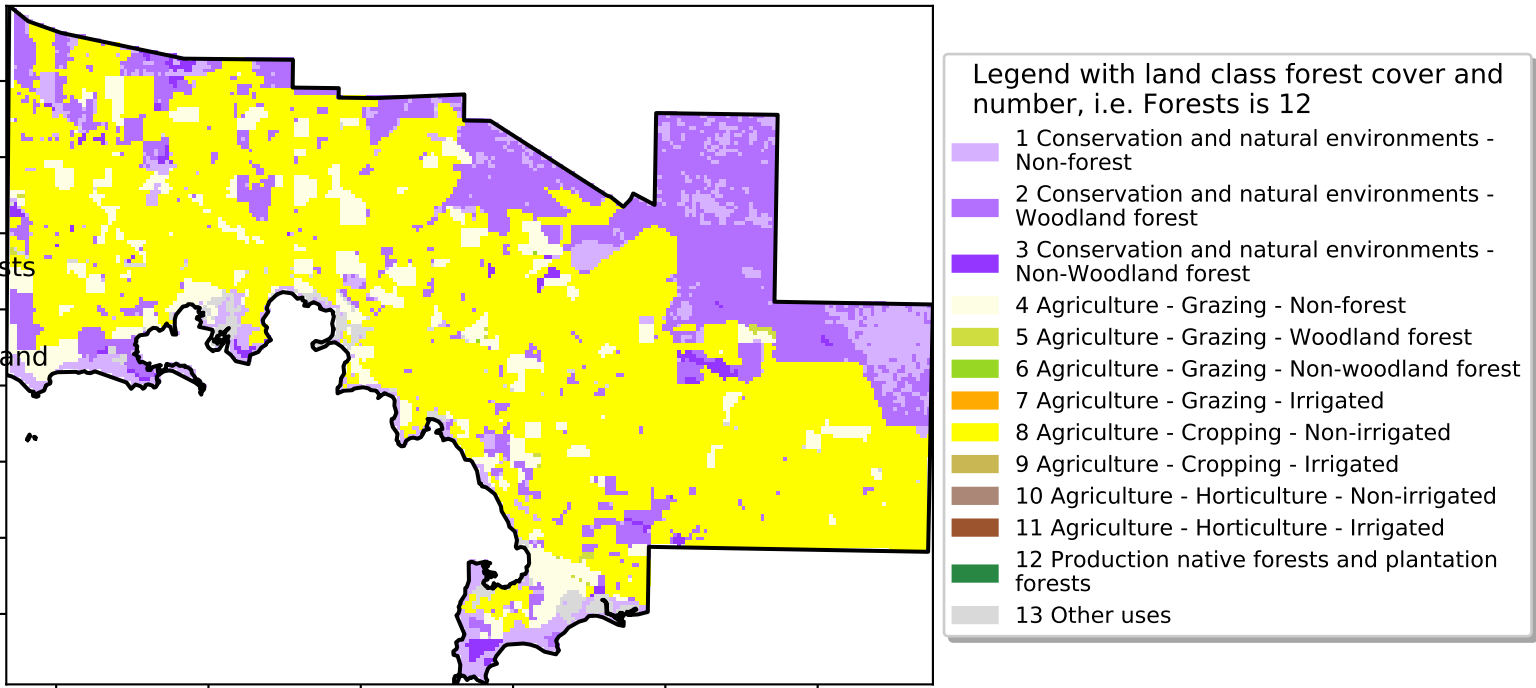 sts
and
Legend with land class forest cover and
number, i.e. Forests is 12
1 Conservation and natural environments -
Non-forest
2 Conservation and natural environments -
Woodland forest
3 Conservation and natural environments -
Non-Woodland forest
4 Agriculture - Grazing - Non-forest
5 Agriculture - Grazing - Woodland forest
6 Agriculture - Grazing - Non-woodland forest
7 Agriculture - Grazing - Irrigated
8 Agriculture - Cropping - Non-irrigated
9 Agriculture - Cropping - Irrigated
10 Agriculture - Horticulture - Non-irrigated
11 Agriculture - Horticulture - Irrigated
12 Production native forests and plantation
forests
13 Other uses